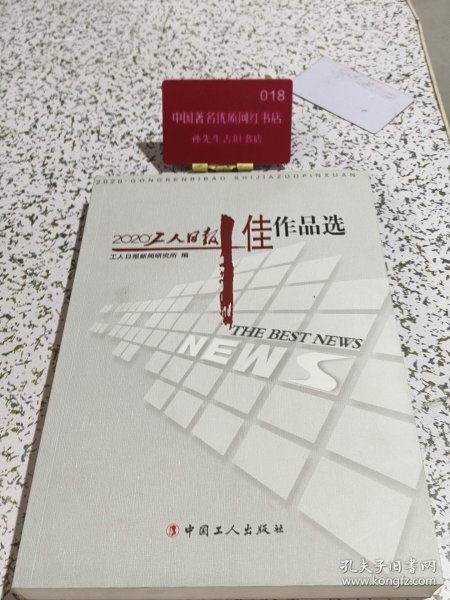 018
中国著名优质网红书店
孙先生古旧书店
2020 GONGRENRIBAO SHIJIAZUOPINXUAN
2020工人日报十佳作品选
工人日报新闻研究所 编
THE BEST NEWS
NEWS
中国工人出版社
孔夫子旧书网
www.kongfz.com